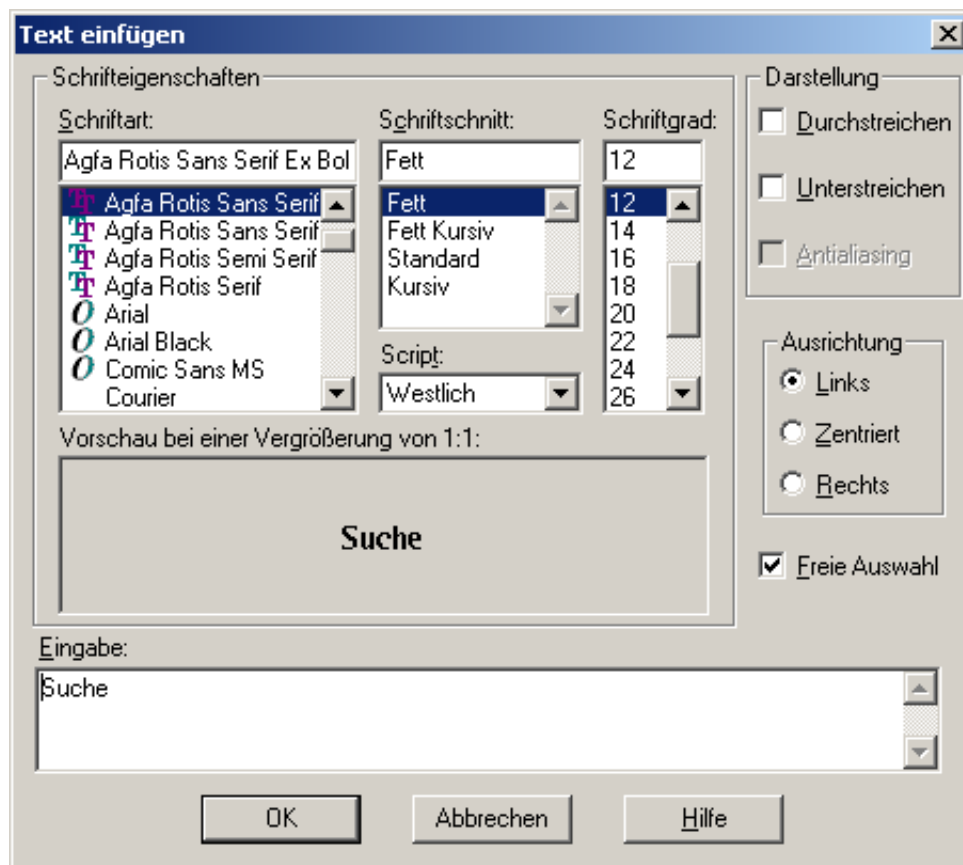 Text einfügen
Schrifteigenschaften
Schriftart:
Agfa Rotis Sans Serif Ex Bol
Agfa Rotis Sans Serif
Agfa Rotis Sans Serif
Agfa Rotis Semi Serif
Agfa Rotis Serif
Arial
Arial Black
Comic Sans MS
Courier
Schriftschnitt:
Fett
Fett
Fett Kursiv
Standard
Kursiv
Script:
Westlich
Schriftgrad:
12
12
14
16
18
20
22
24
26
Vorschau bei einer Vergrößerung von 1:1:
Suche
Darstellung
Durchstreichen
Unterstreichen
Antialiasing
Ausrichtung
Links
Zentriert
Rechts
Freie Auswahl
Eingabe:
Suche
OK
Abbrechen
Hilfe